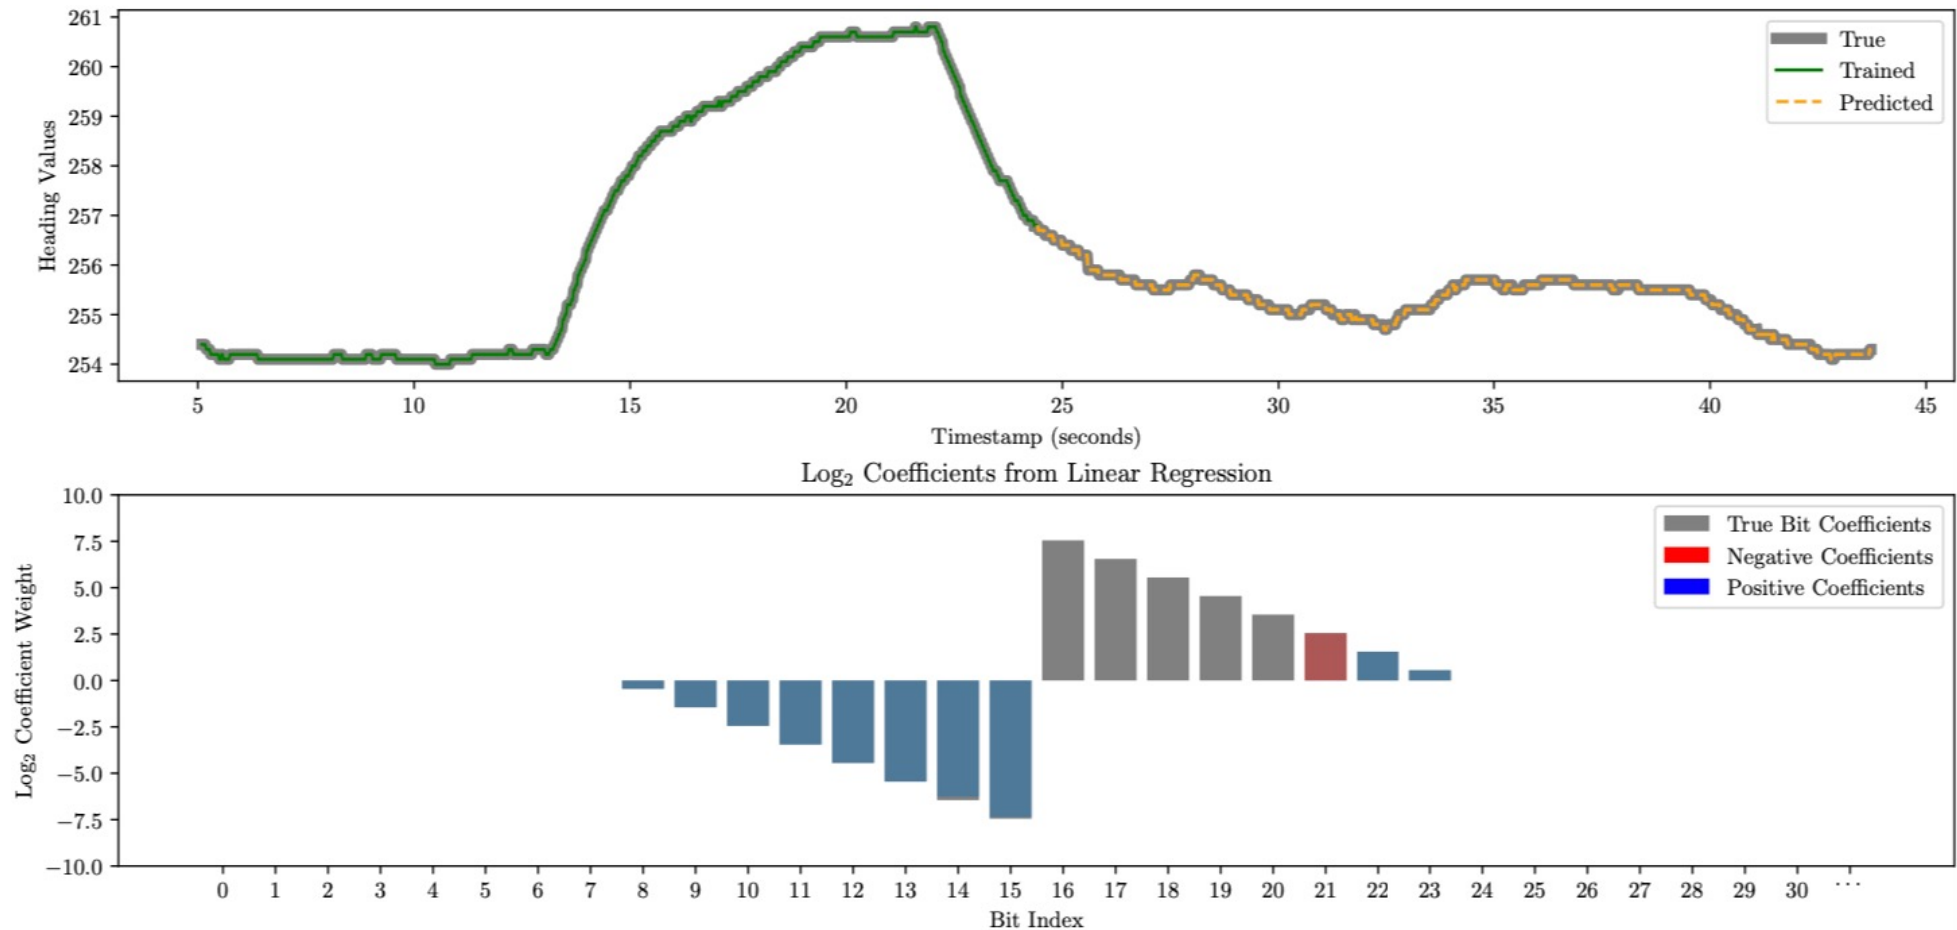 261
260
259
258
257
256
255
254
Heading Values
True
Trained
Predicted
5 10 15 20 25 30 35 40 45
Timestamp (seconds)
Log₂ Coefficients from Linear Regression
10.0
7.5
5.0
2.5
0.0
−2.5
−5.0
−7.5
−10.0
Log₂ Coefficient Weight
True Bit Coefficients
Negative Coefficients
Positive Coefficients
0 1 2 3 4 5 6 7 8 9 10 11 12 13 14 15 16 17 18 19 20 21 22 23 24 25 26 27 28 29 30 ...
Bit Index